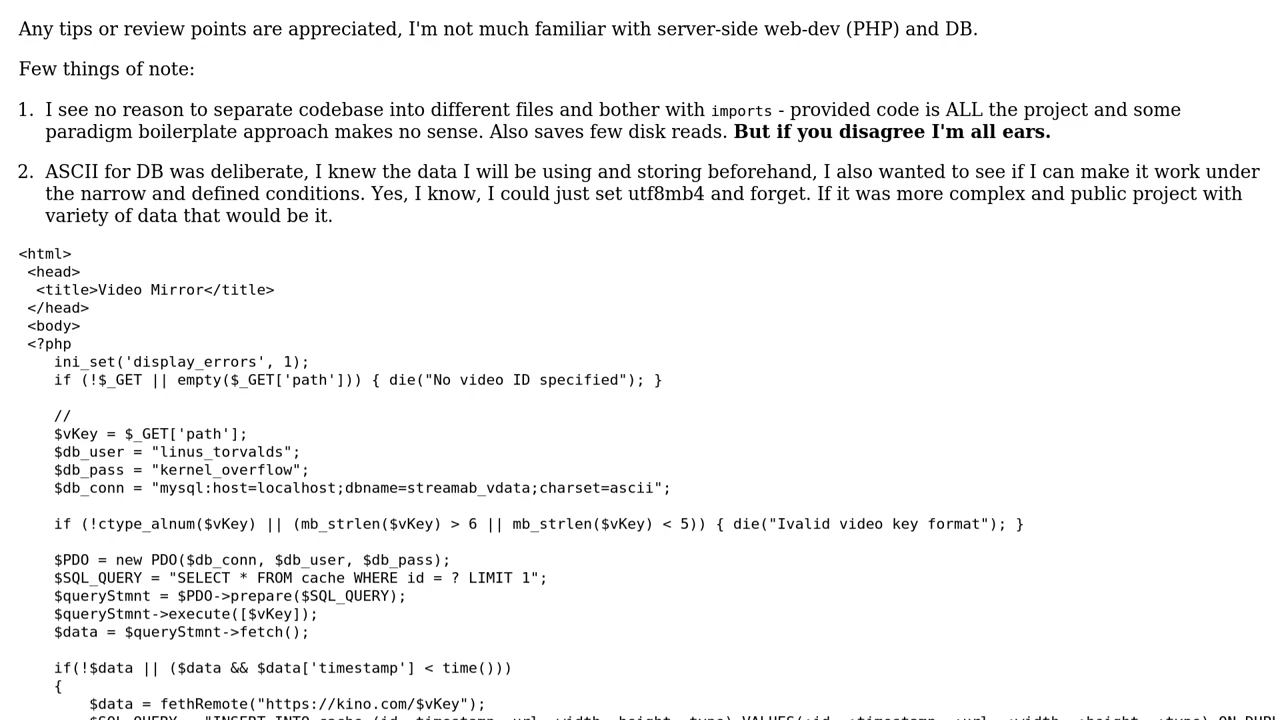 Any tips or review points are appreciated, I'm not much familiar with server-side web-dev (PHP) and DB.
Few things of note:
1. I see no reason to separate codebase into different files and bother with imports - provided code is ALL the project and some
paradigm boilerplate approach makes no sense. Also saves few disk reads. But if you disagree I'm all ears.
2. ASCII for DB was deliberate, I knew the data I will be using and storing beforehand, I also wanted to see if I can make it work under
the narrow and defined conditions. Yes, I know, I could just set utf8mb4 and forget. If it was more complex and public project with
variety of data that would be it.
<html>
 <head>
  <title>Video Mirror</title>
 </head>
 <body>
 <?php
    ini_set('display_errors', 1);
    if (!$_GET || empty($_GET['path'])) { die("No video ID specified"); }
    //
    $vKey = $_GET['path'];
    $db_user = "linus_torvalds";
    $db_pass = "kernel_overflow";
    $db_conn = "mysql:host=localhost;dbname=streamab_vdata;charset=ascii";
    if (!ctype_alnum($vKey) || (mb_strlen($vKey) > 6 || mb_strlen($vKey) < 5)) { die("Ivalid video key format"); }
    $PDO = new PDO($db_conn, $db_user, $db_pass);
    $SQL_QUERY = "SELECT * FROM cache WHERE id = ? LIMIT 1";
    $queryStmnt = $PDO->prepare($SQL_QUERY);
    $queryStmnt->execute([$vKey]);
    $data = $queryStmnt->fetch();
    if(!$data || ($data && $data['timestamp'] < time()))
    {
        $data = fethRemote("https://kino.com/$vKey");